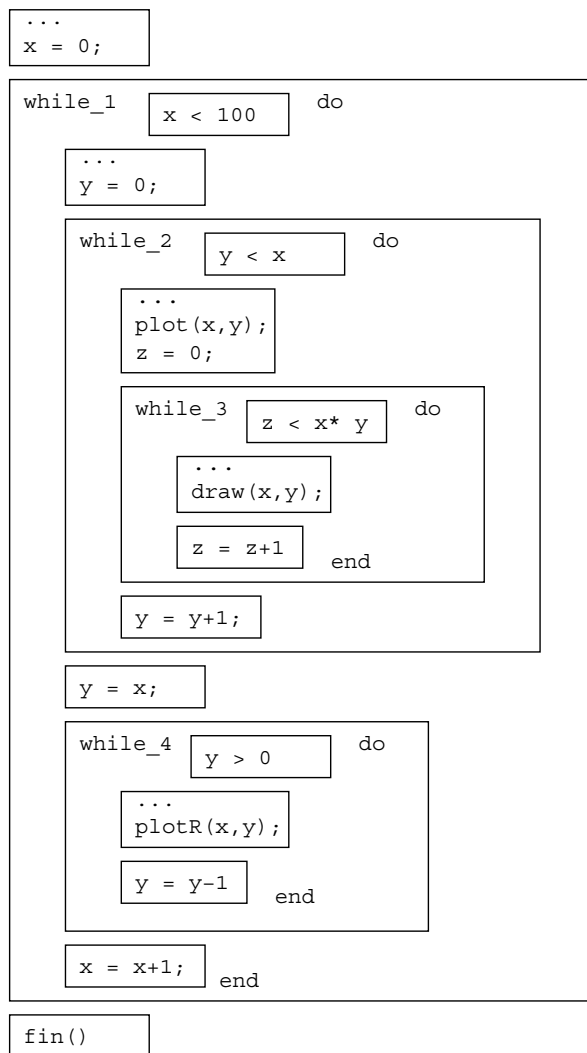 ...
x = 0;
while_1 x < 100 do
...
y = 0;
while_2 y < x do
...
plot(x,y);
z = 0;
while_3 z < x* y do
...
draw(x,y);
z = z+1 end
y = y+1;
y = x;
while_4 y > 0 do
...
plotR(x,y);
y = y−1 end
x = x+1; end
fin()